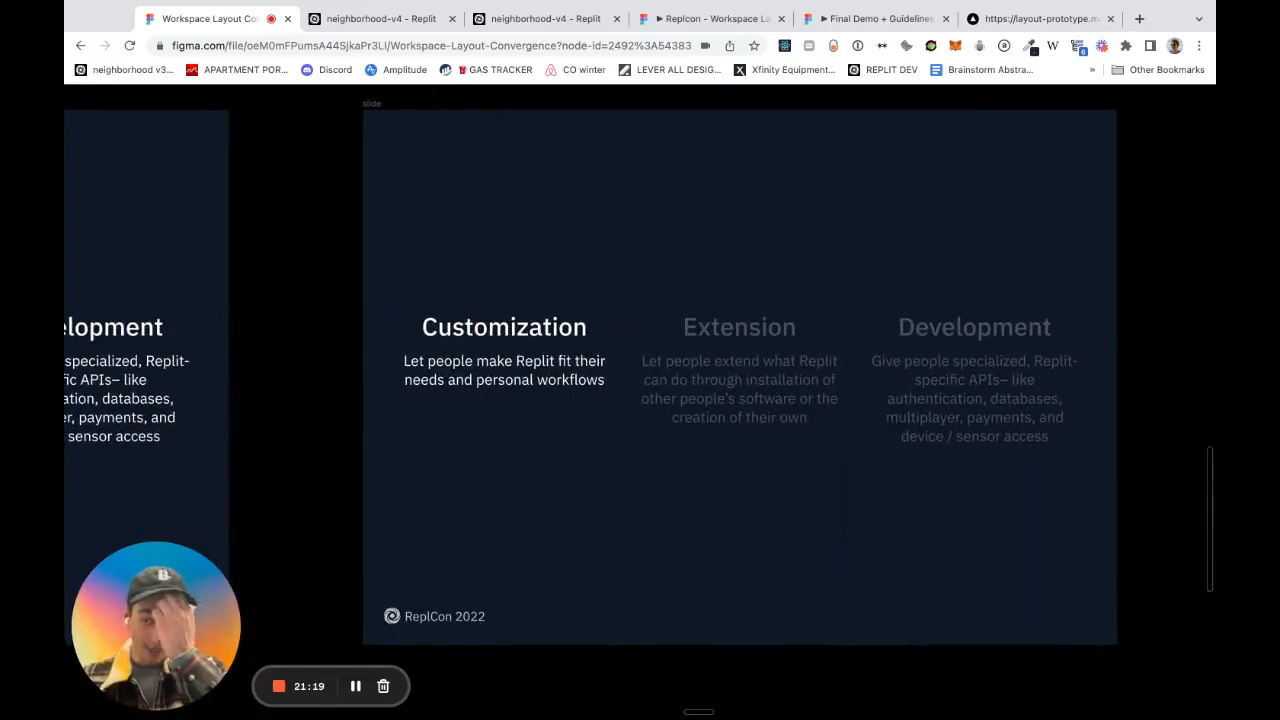 Workspace Layout Con
neighborhood-v4 - Replit
neighborhood-v4 - Replit
Replcon - Workspace La
Final Demo + Guidelines
https://layout-prototype.m
figma.com/file/oeM0mFPumsA44SjkaPr3LI/Workspace-Layout-Convergence?node-id=2492%3A54383
neighborhood v3...
APARTMENT POR...
Discord
Amplitude
GAS TRACKER
CO winter
LEVER ALL DESIG...
Xfinity Equipment...
REPLIT DEV
Brainstorm Abstra...
»
Other Bookmarks
Slide
elopment
specialized, Replit-
fic APIs– like
ation, databases,
er, payments, and
sensor access
Customization
Let people make Replit fit their
needs and personal workflows
Extension
Let people extend what Replit
can do through installation of
other people's software or the
creation of their own
Development
Give people specialized, Replit-
specific APIs– like
authentication, databases,
multiplayer, payments, and
device / sensor access
ReplCon 2022
B
21:19